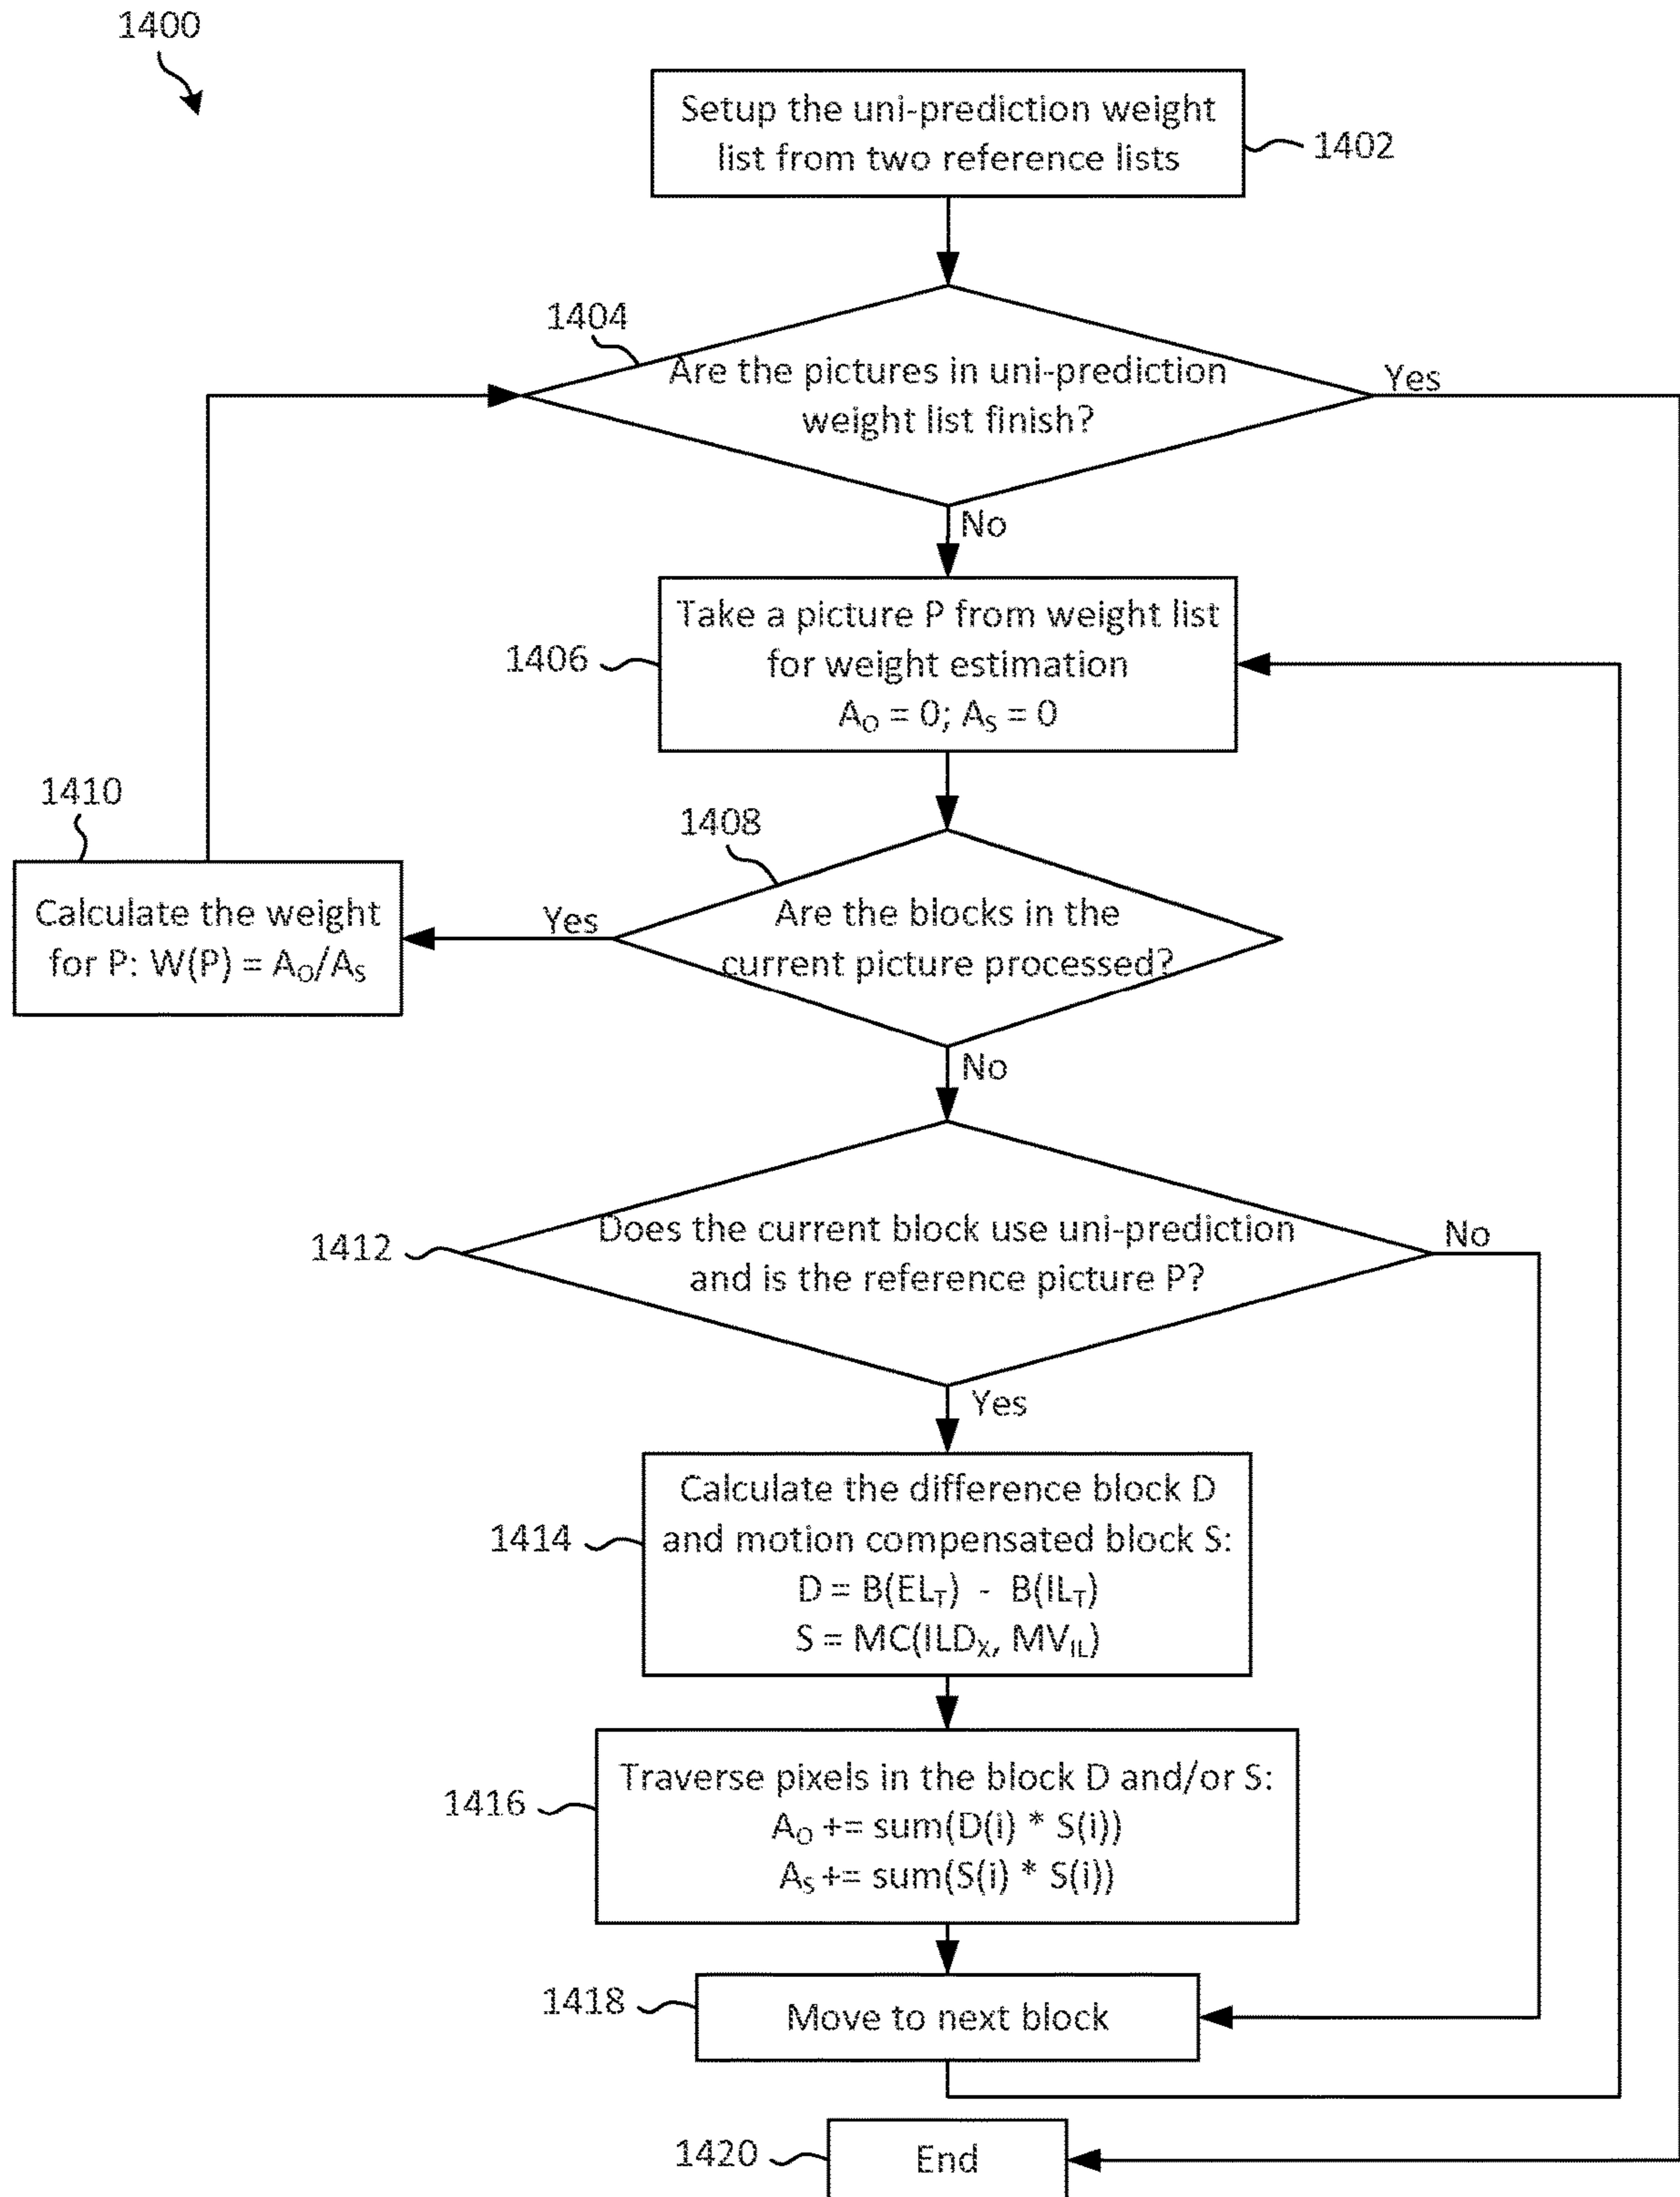 1400
Setup the uni-prediction weight
list from two reference lists
1402
1404
Are the pictures in uni-prediction
weight list finish?
Yes
No
Take a picture P from weight list
for weight estimation
A_O = 0; A_S = 0
1406
1408
Are the blocks in the
current picture processed?
Yes
1410
Calculate the weight
for P: W(P) = A_O/A_S
No
1412
Does the current block use uni-prediction
and is the reference picture P?
No
Yes
1414
Calculate the difference block D
and motion compensated block S:
D = B(EL_T) - B(IL_T)
S = MC(ILD_X, MV_IL)
1416
Traverse pixels in the block D and/or S:
A_O += sum(D(i) * S(i))
A_S += sum(S(i) * S(i))
1418
Move to next block
1420
End